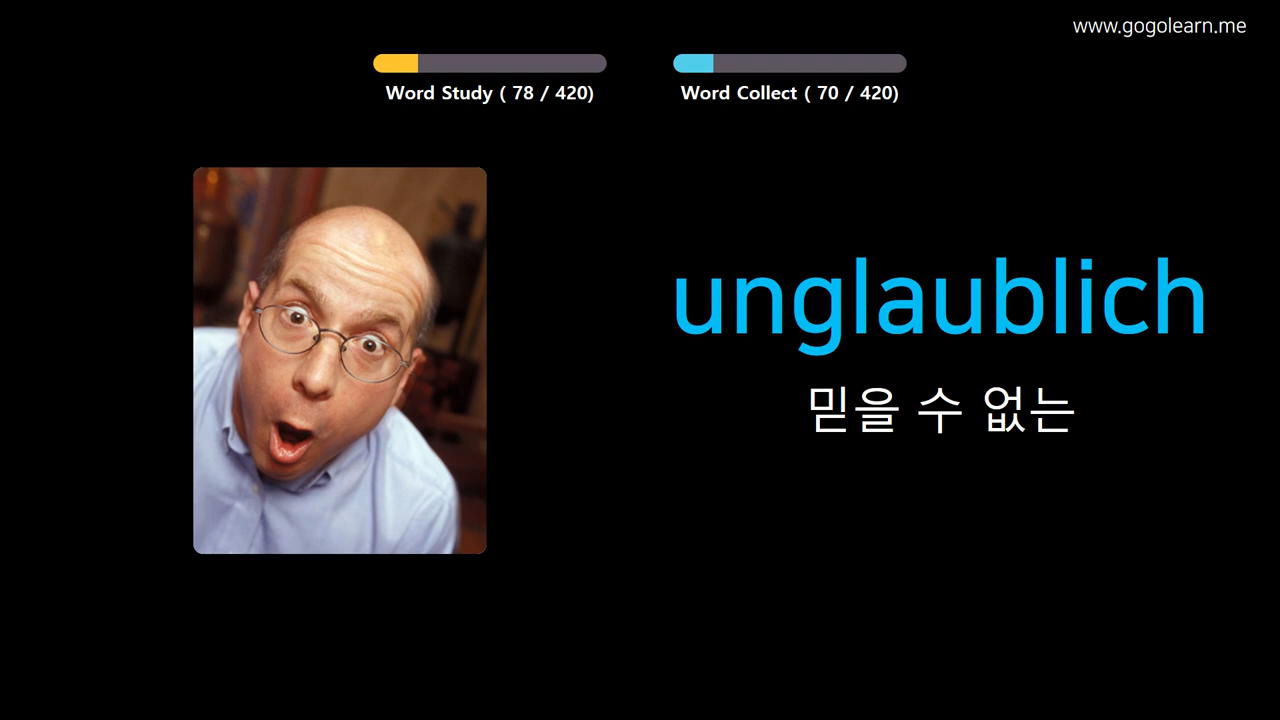 www.gogolearn.me
Word Study ( 78 / 420)
Word Collect ( 70 / 420)
unglaublich
믿을 수 없는